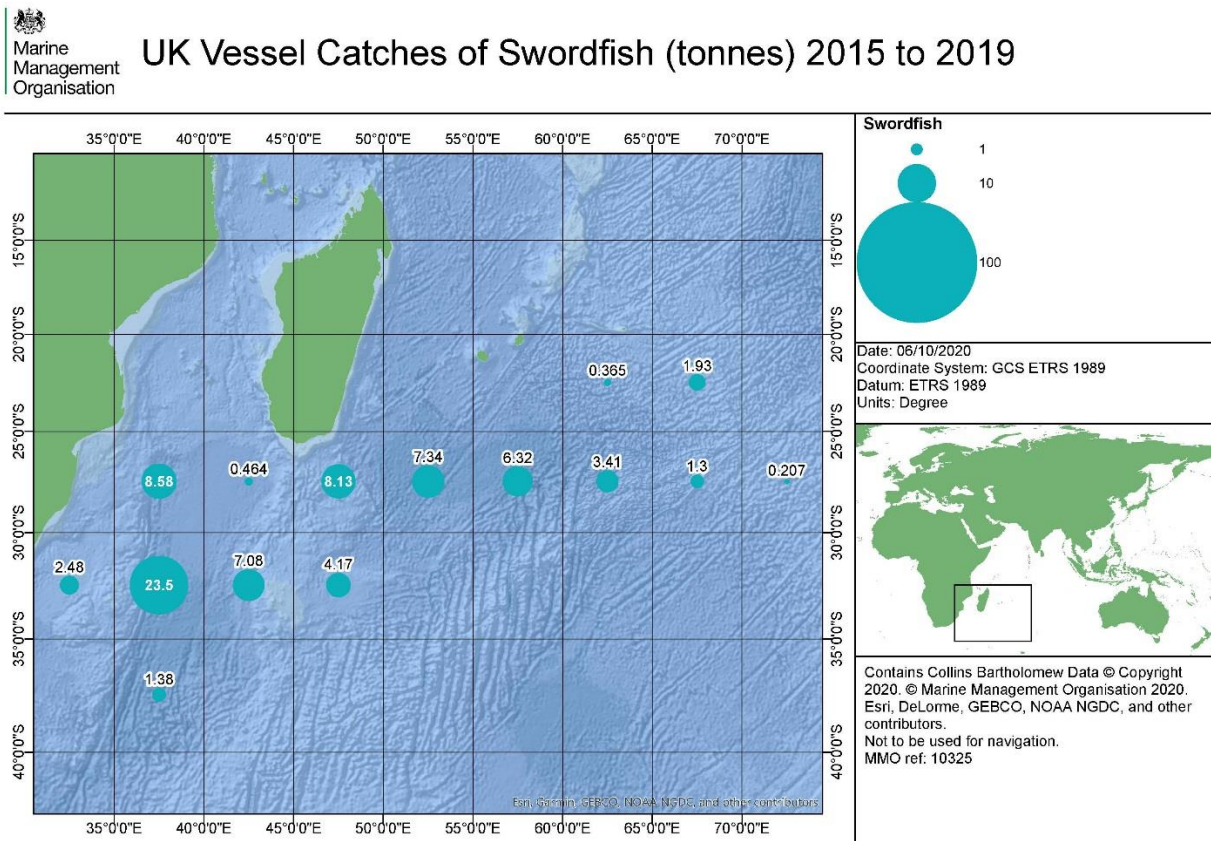 Marine
Management
Organisation
UK Vessel Catches of Swordfish (tonnes) 2015 to 2019
35°0'0"E 40°0'0"E 45°0'0"E 50°0'0"E 55°0'0"E 60°0'0"E 65°0'0"E 70°0'0"E
15°0'0"S 15°0'0"S
20°0'0"S 20°0'0"S
0.365 1.93
25°0'0"S 25°0'0"S
8.58 0.464 8.13 7.34 6.32 3.41 1.3 0.207
30°0'0"S 30°0'0"S
2.48 23.5 7.08 4.17
35°0'0"S 35°0'0"S
1.38
40°0'0"S 40°0'0"S
Esri, Garmin, GEBCO, NOAA NGDC, and other contributors
35°0'0"E 40°0'0"E 45°0'0"E 50°0'0"E 55°0'0"E 60°0'0"E 65°0'0"E 70°0'0"E
Swordfish
1
10
100
Date: 06/10/2020
Coordinate System: GCS ETRS 1989
Datum: ETRS 1989
Units: Degree
Contains Collins Bartholomew Data © Copyright
2020. © Marine Management Organisation 2020.
Esri, DeLorme, GEBCO, NOAA NGDC, and other
contributors.
Not to be used for navigation.
MMO ref: 10325